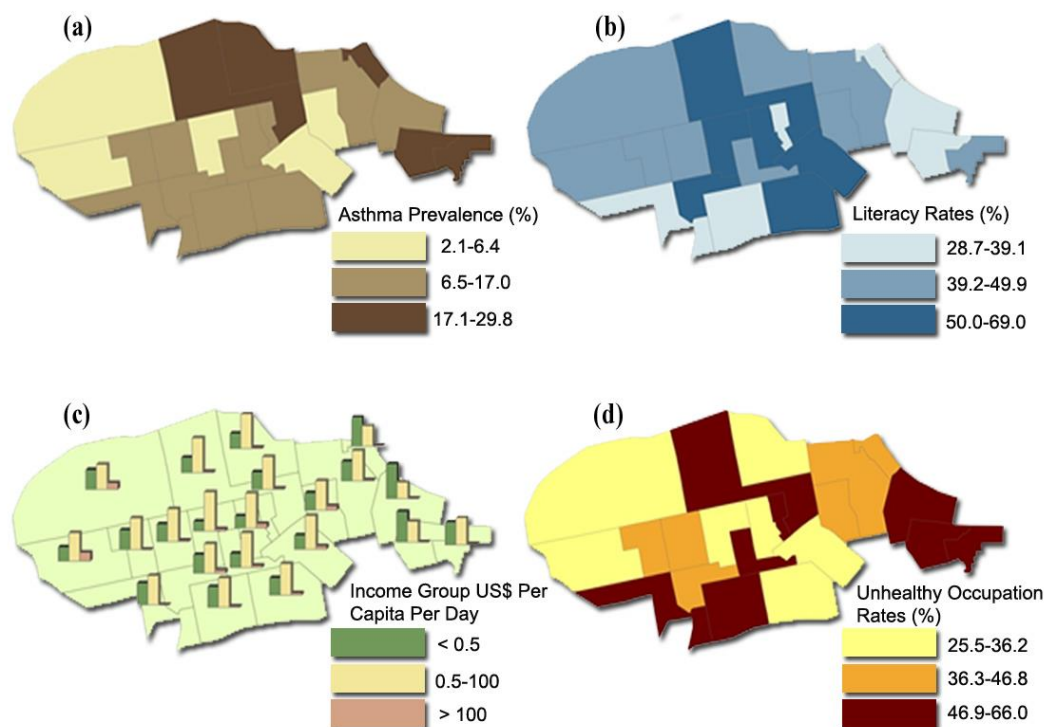 (a)
Asthma Prevalence (%)
2.1-6.4
6.5-17.0
17.1-29.8
(b)
Literacy Rates (%)
28.7-39.1
39.2-49.9
50.0-69.0
(c)
Income Group US$ Per
Capita Per Day
< 0.5
0.5-100
> 100
(d)
Unhealthy Occupation
Rates (%)
25.5-36.2
36.3-46.8
46.9-66.0